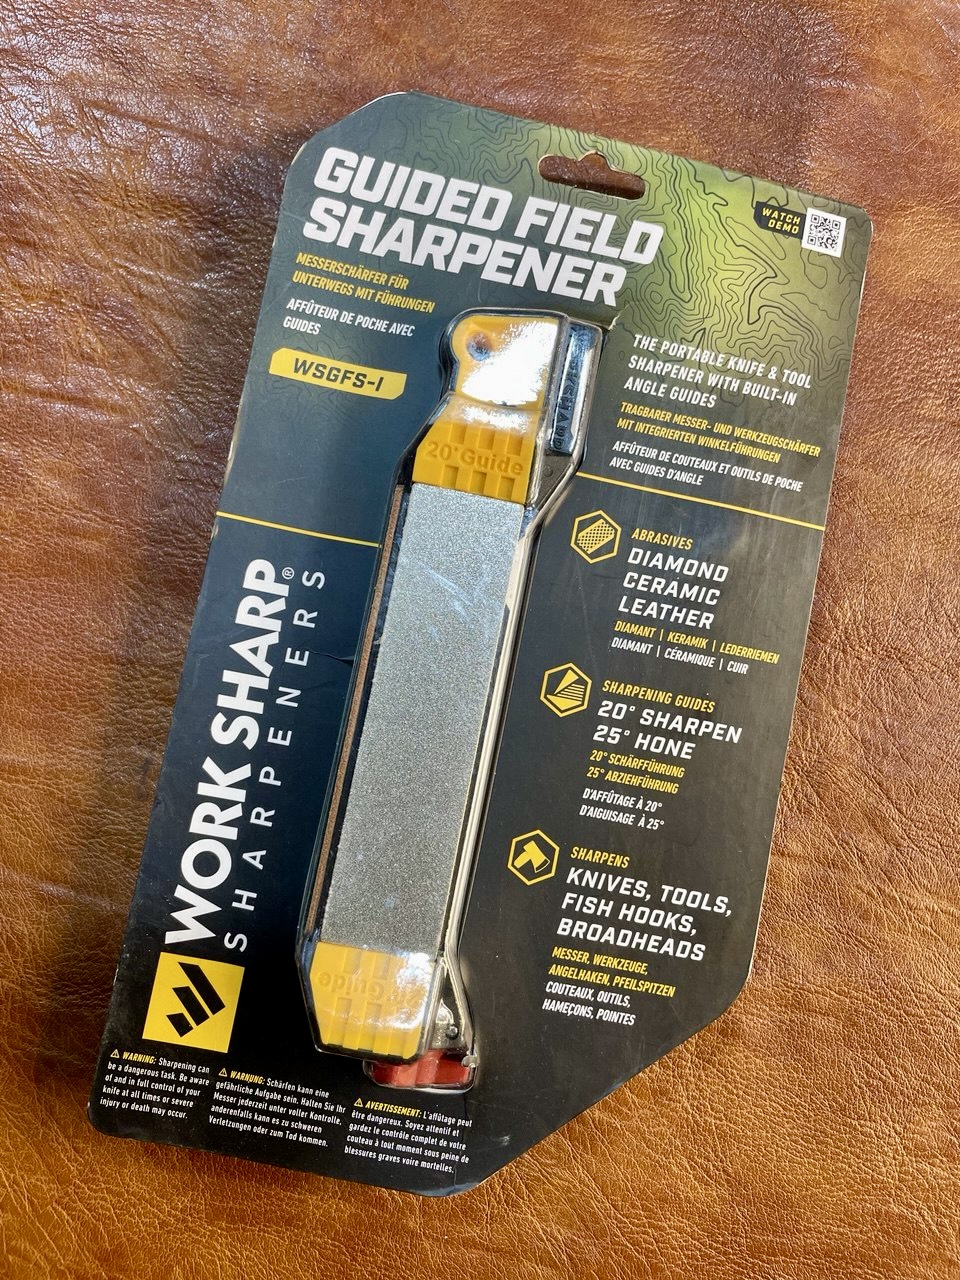 GUIDED FIELD
SHARPENER
WATCH
DEMO
MESSERSCHÄRFER FÜR
UNTERWEGS MIT FÜHRUNGEN
AFFÛTEUR DE POCHE AVEC
GUIDES
WSGFS-I
THE PORTABLE KNIFE & TOOL
SHARPENER WITH BUILT-IN
ANGLE GUIDES
TRAGBARER MESSER- UND WERKZEUGSCHÄRFER
MIT INTEGRIERTEN WINKELFÜHRUNGEN
AFFÛTEUR DE COUTEAUX ET OUTILS DE POCHE
AVEC GUIDES D'ANGLE
20° Guide
ABRASIVES
DIAMOND
CERAMIC
LEATHER
DIAMANT | KERAMIK | LEDERRIEMEN
DIAMANT | CÉRAMIQUE | CUIR
SHARPENING GUIDES
20° SHARPEN
25° HONE
20° SCHÄRFFÜHRUNG
25° ABZIEHFÜHRUNG
D'AFFÛTAGE À 20°
D'AIGUISAGE À 25°
SHARPENS
KNIVES, TOOLS,
FISH HOOKS,
BROADHEADS
MESSER, WERKZEUGE,
ANGELHAKEN, PFEILSPITZEN
COUTEAUX, OUTILS,
HAMEÇONS, POINTES
WORK SHARP®
SHARPENERS
20° Guide
⚠ WARNING: Sharpening can
be a dangerous task. Be aware
of and in full control of your
knife at all times or severe
injury or death may occur.
⚠ WARNUNG: Schärfen kann eine
gefährliche Aufgabe sein. Halten Sie Ihr
Messer jederzeit unter voller Kontrolle,
anderenfalls kann es zu schweren
Verletzungen oder zum Tod kommen.
⚠ AVERTISSEMENT: L'affûtage peut
être dangereux. Soyez attentif et
gardez le contrôle complet de votre
couteau à tout moment sous peine de
blessures graves voire mortelles.